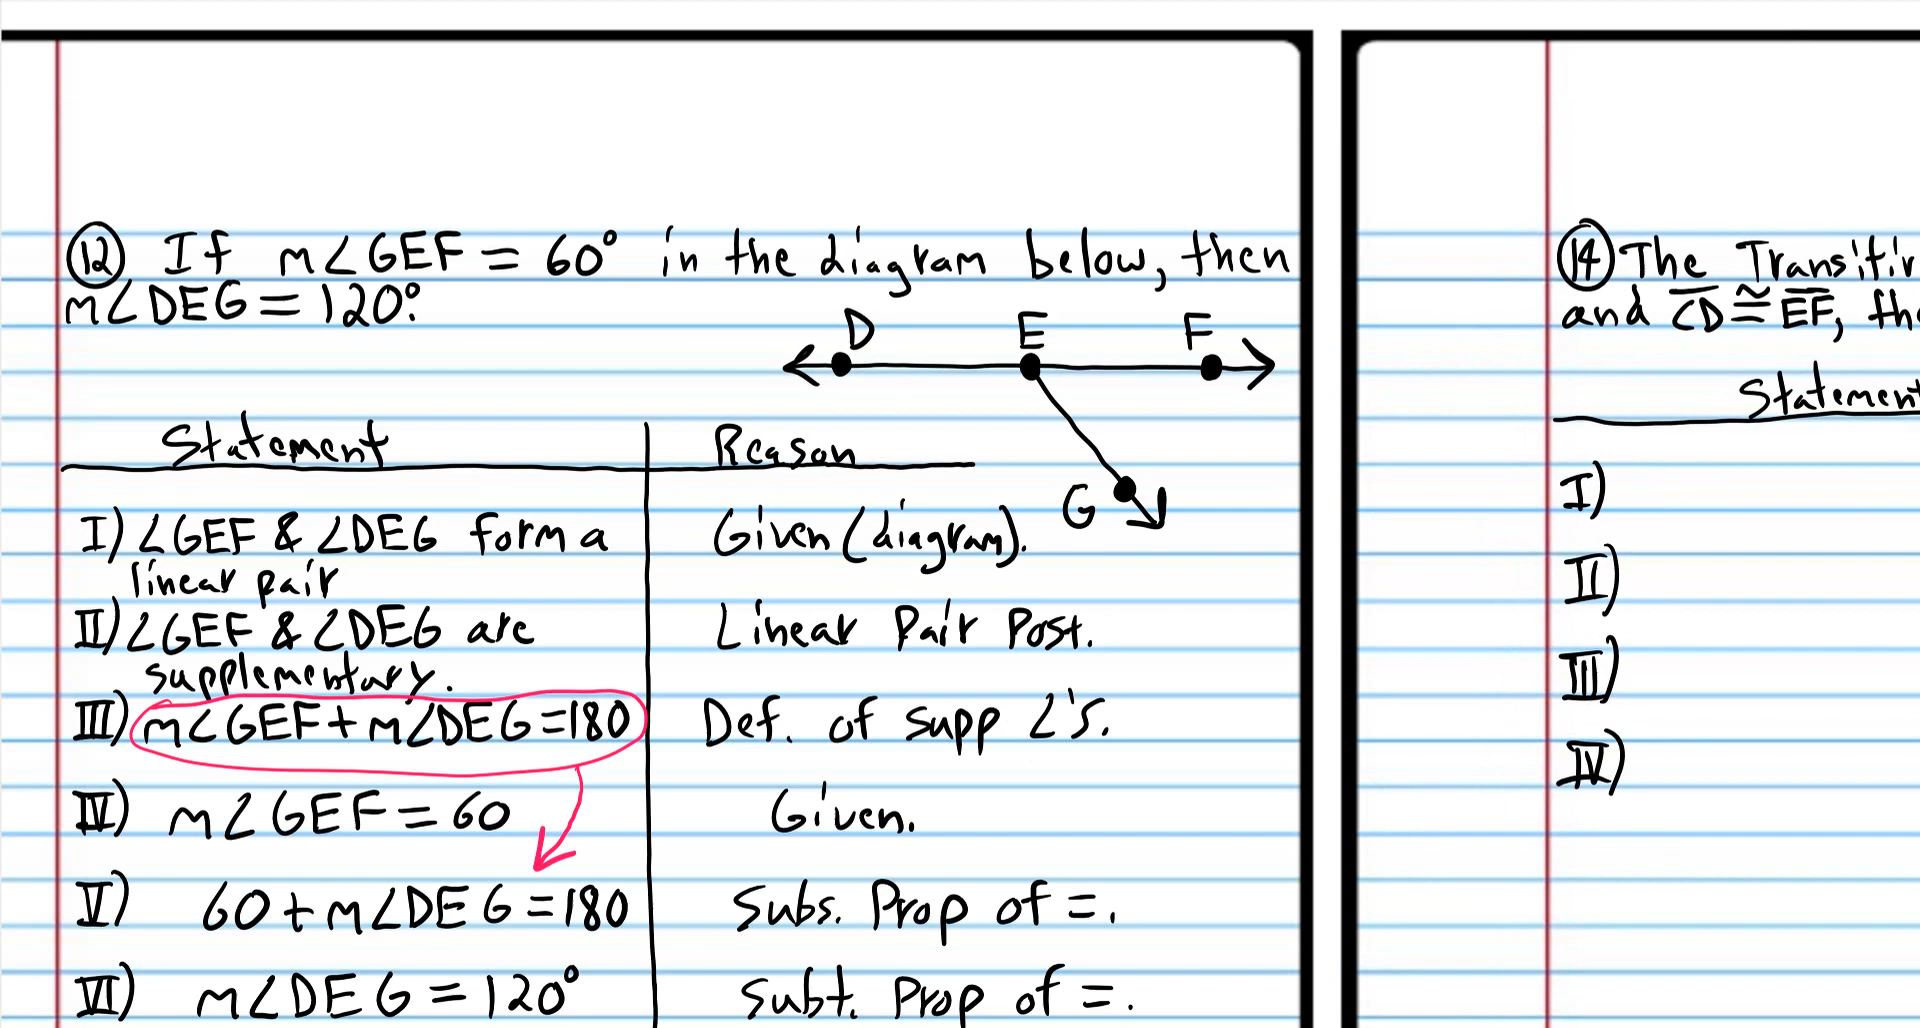 ⑫ If m∠GEF = 60° in the diagram below, then
m∠DEG = 120°.
D E F
G
Statement Reason
I) ∠GEF & ∠DEG form a Given (diagram).
linear pair
II) ∠GEF & ∠DEG are Linear Pair Post.
supplementary.
III) m∠GEF + m∠DEG = 180 Def. of supp ∠'s.
IV) m∠GEF = 60 Given.
V) 60 + m∠DEG = 180 Subs. Prop of =.
VI) m∠DEG = 120° Subt. Prop of =.
⑭ The
and CD ≅ EF,
Statement
I)
II)
III)
IV)